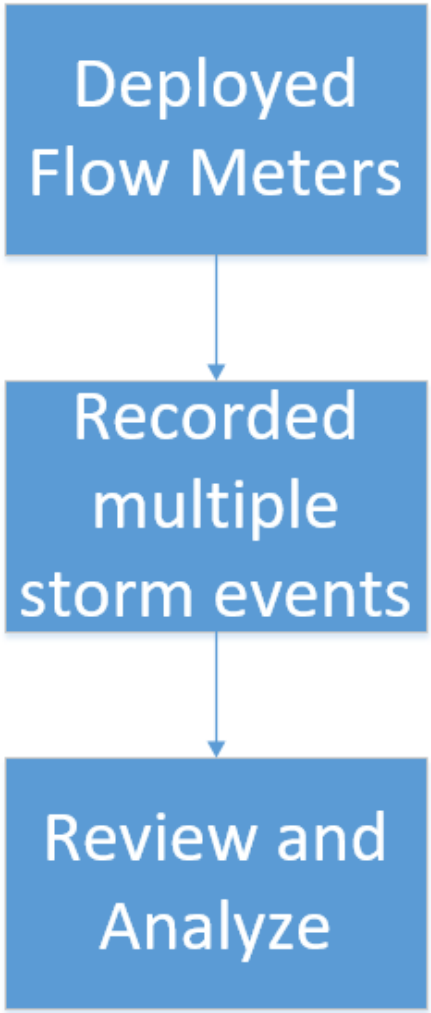 Deployed
Flow Meters
Recorded
multiple
storm events
Review and
Analyze